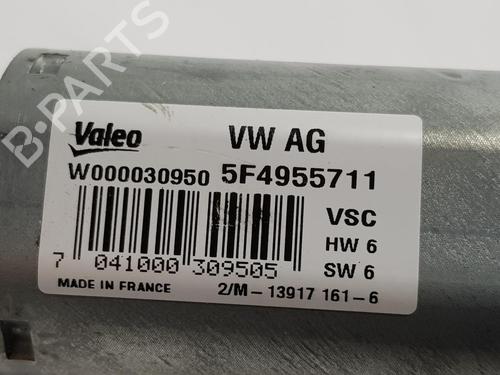 Valeo VW AG
W000030950 5F4955711
VSC
HW 6
7 041000 309505 SW 6
MADE IN FRANCE 2/M-13917 161-6
B-PARTS